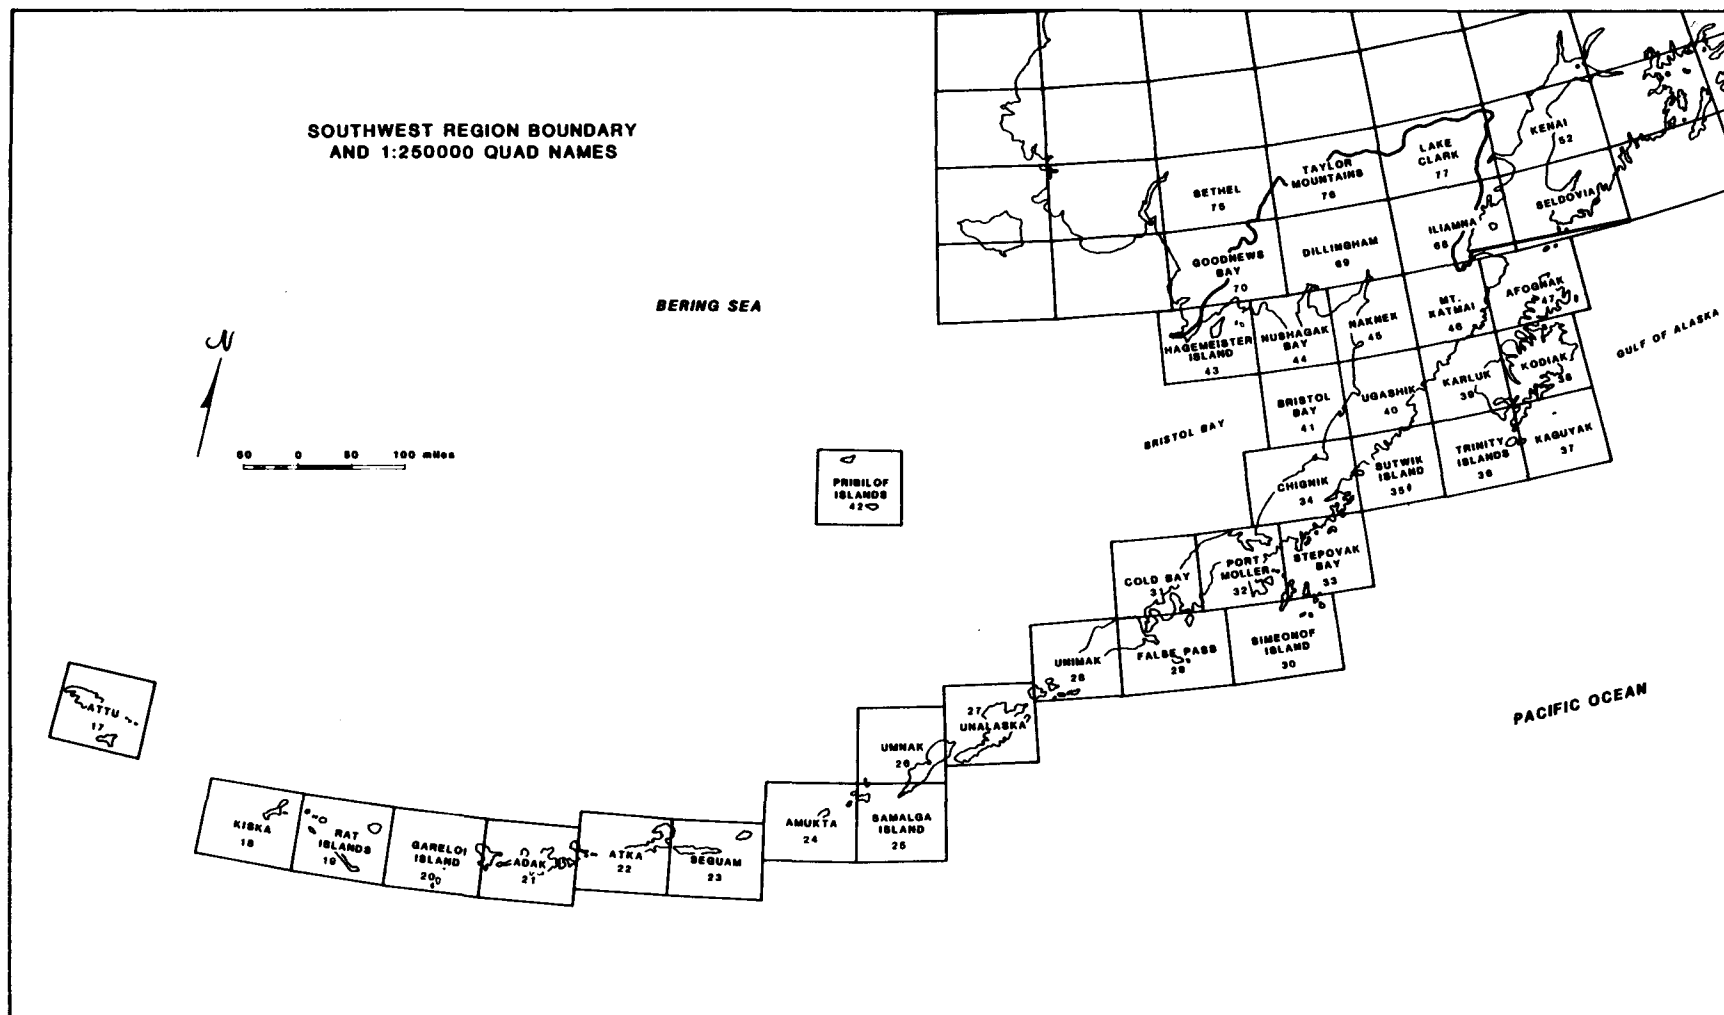 SOUTHWEST REGION BOUNDARY
AND 1:250000 QUAD NAMES
N
50 0 50 100 miles
BERING SEA
BRISTOL BAY
GULF OF ALASKA
PACIFIC OCEAN
KENAI
52
LAKE
CLARK
77
TAYLOR
MOUNTAINS
76
BETHEL
75
SELDOVIA
ILIAMNA
68
DILLINGHAM
69
GOODNEWS
BAY
70
AFOGNAK
47
MT.
KATMAI
46
NAKNEK
45
NUSHAGAK
BAY
44
HAGEMEISTER
ISLAND
43
KODIAK
38
KARLUK
39
UGASHIK
40
BRISTOL
BAY
41
PRIBILOF
ISLANDS
42
KAGUYAK
37
TRINITY
ISLANDS
36
SUTWIK
ISLAND
35
CHIGNIK
34
STEPOVAK
BAY
33
PORT
MOLLER
32
COLD BAY
31
SIMEONOF
ISLAND
30
FALSE PASS
29
UNIMAK
28
27
UNALASKA
UMNAK
26
SAMALGA
ISLAND
25
AMUKTA
24
SEGUAM
23
ATKA
22
ADAK
21
GARELOI
ISLAND
20
RAT
ISLANDS
19
KISKA
18
ATTU
17